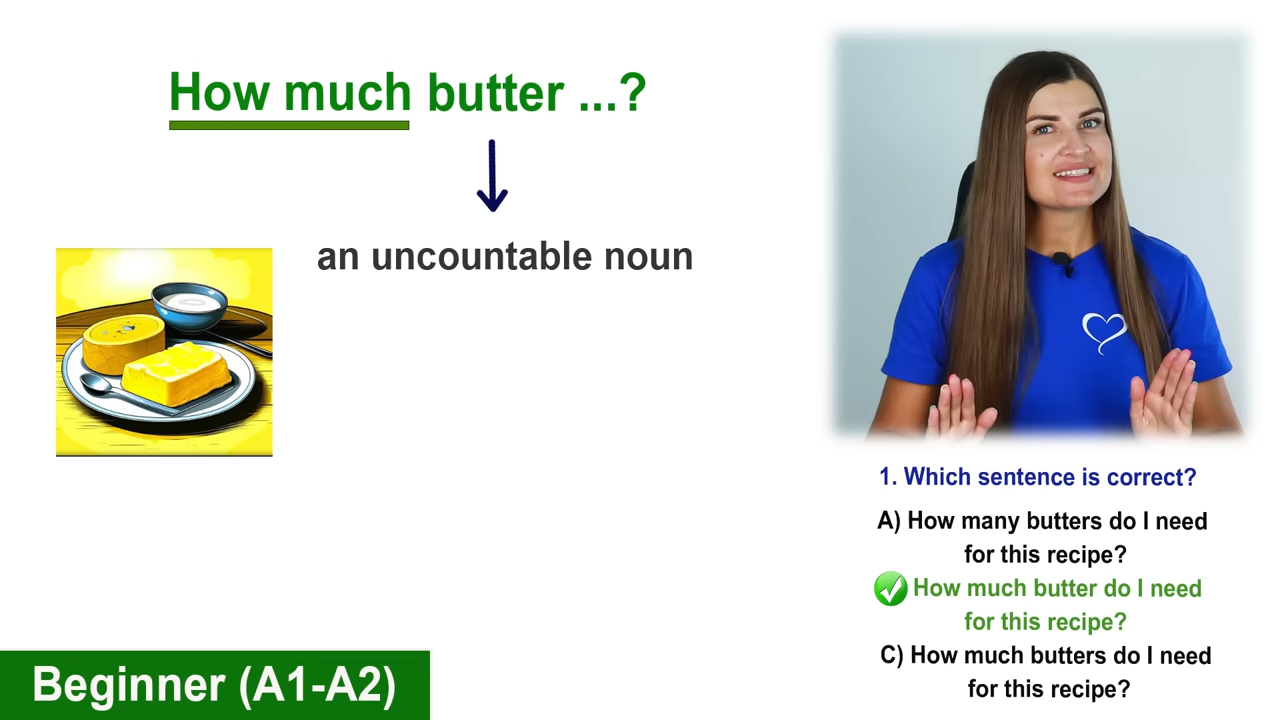 How much butter ...?
an uncountable noun
1. Which sentence is correct?
A) How many butters do I need
for this recipe?
How much butter do I need
for this recipe?
C) How much butters do I need
for this recipe?
Beginner (A1-A2)